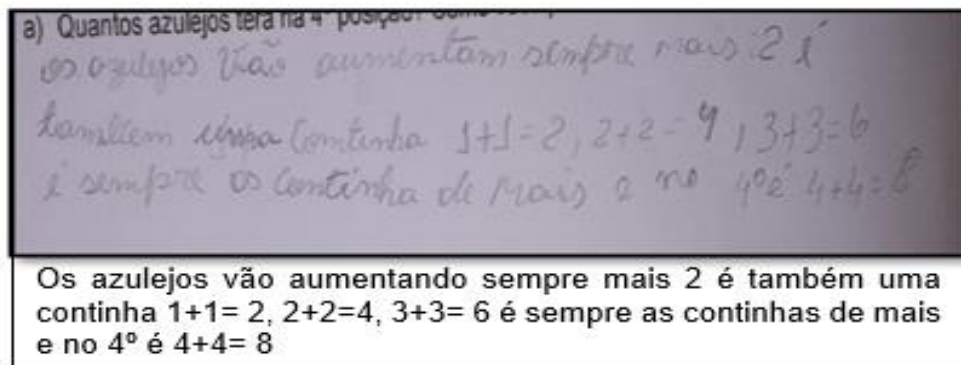 a) Quantos azulejos terá na 4ª posição?
os azulejos Vão aumentam sempre mais 2 é
tambem uma Continha 1+1=2, 2+2=4, 3+3=6
é sempre as Continha de Mais e no 4º é 4+4=8
Os azulejos vão aumentando sempre mais 2 é também uma
continha 1+1= 2, 2+2=4, 3+3= 6 é sempre as continhas de mais
e no 4º é 4+4= 8